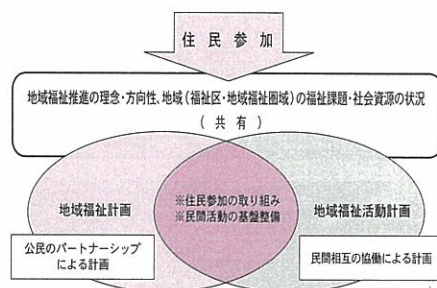 住民参加
地域福祉推進の理念・方向性、地域(福祉区・地域福祉圏域)の福祉課題・社会資源の状況
(共有)
地域福祉計画
※住民参加の取り組み
※民間活動の基盤整備
地域福祉活動計画
公民のパートナーシップ
による計画
民間相互の協働による計画